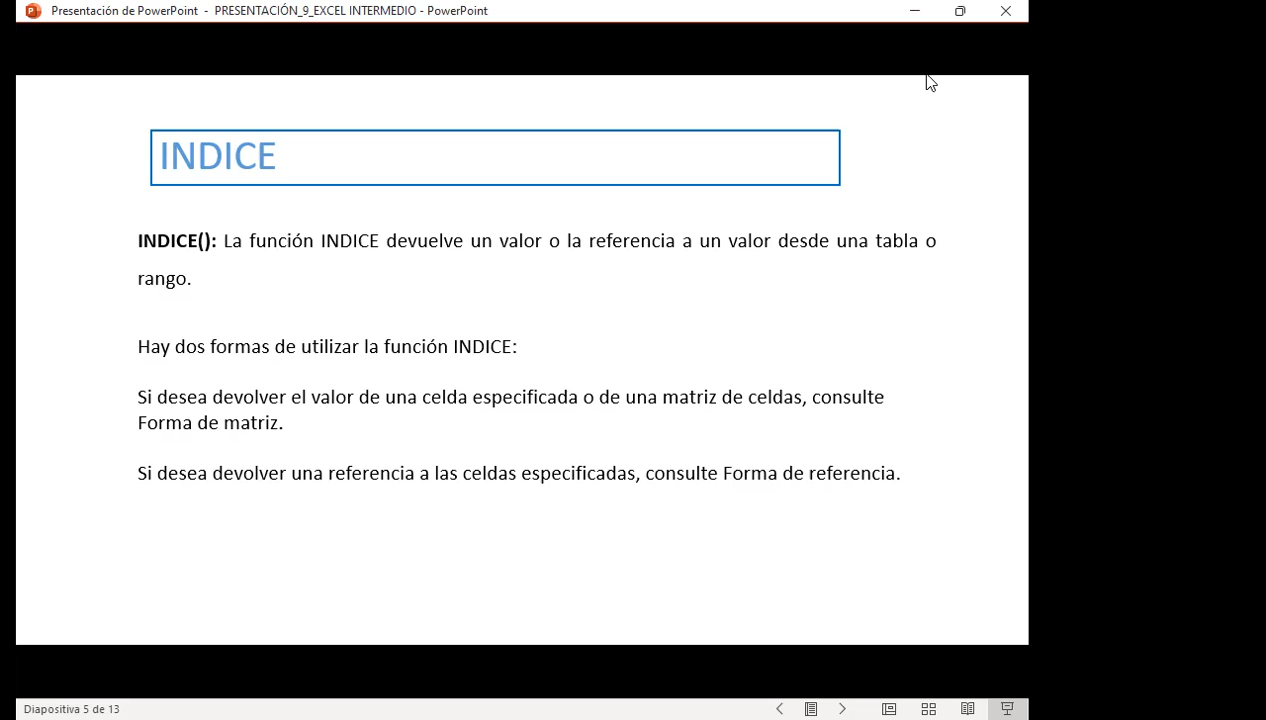 Presentación de PowerPoint - PRESENTACIÓN_9_EXCEL INTERMEDIO - PowerPoint
INDICE
INDICE(): La función INDICE devuelve un valor o la referencia a un valor desde una tabla o
rango.
Hay dos formas de utilizar la función INDICE:
Si desea devolver el valor de una celda especificada o de una matriz de celdas, consulte
Forma de matriz.
Si desea devolver una referencia a las celdas especificadas, consulte Forma de referencia.
Diapositiva 5 de 13